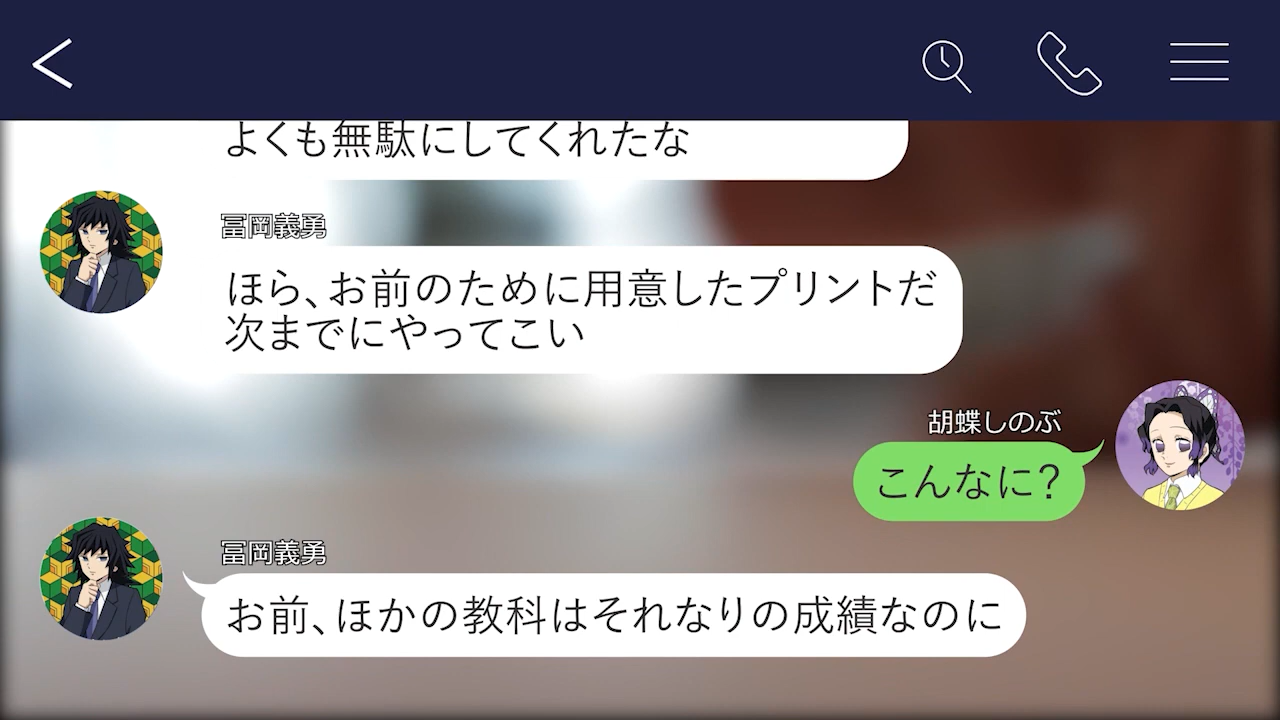 よくも無駄にしてくれたな
冨岡義勇
ほら、お前のために用意したプリントだ
次までにやってこい
胡蝶しのぶ
こんなに？
冨岡義勇
お前、ほかの教科はそれなりの成績なのに